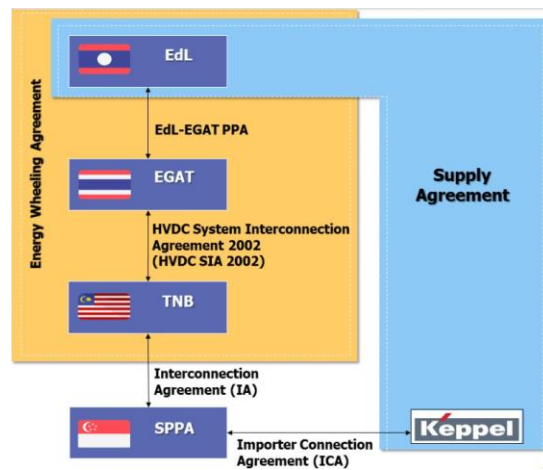 EdL
Energy Wheeling Agreement
EdL-EGAT PPA
EGAT
Supply
Agreement
HVDC System Interconnection
Agreement 2002
(HVDC SIA 2002)
TNB
Interconnection
Agreement (IA)
SPPA
Keppel
Importer Connection
Agreement (ICA)